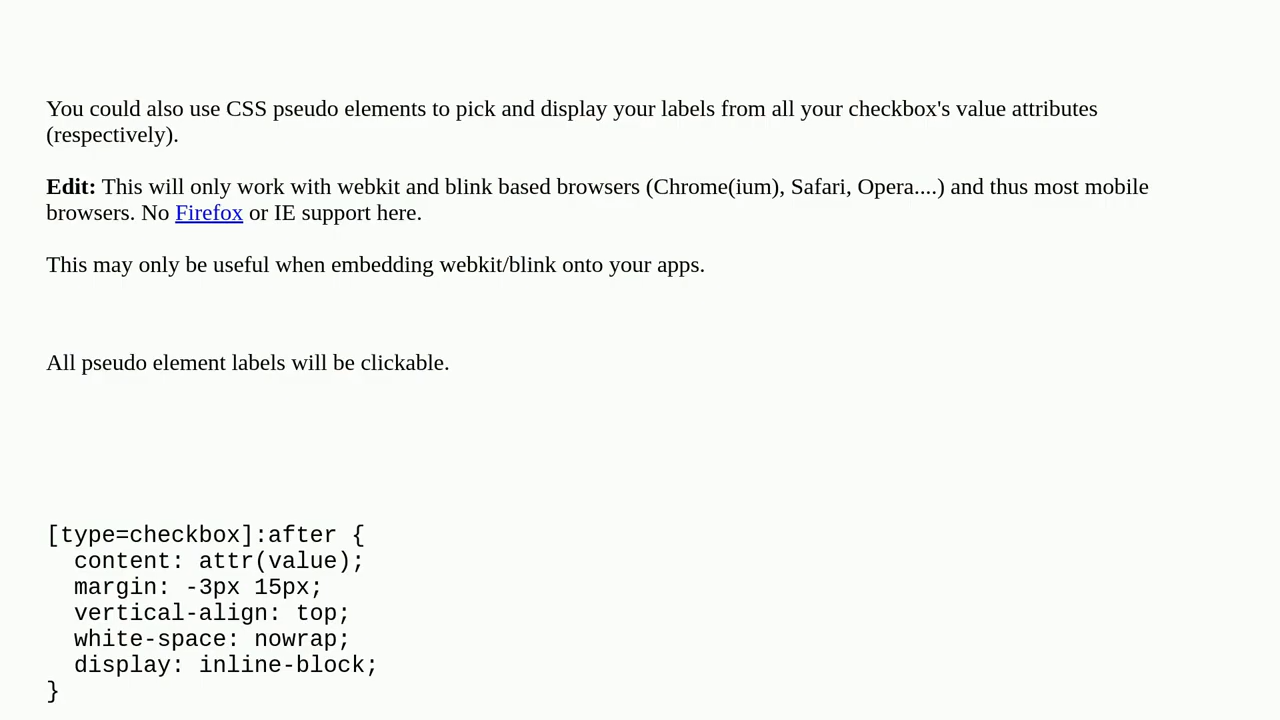 You could also use CSS pseudo elements to pick and display your labels from all your checkbox's value attributes
(respectively).
Edit: This will only work with webkit and blink based browsers (Chrome(ium), Safari, Opera....) and thus most mobile
browsers. No Firefox or IE support here.
This may only be useful when embedding webkit/blink onto your apps.
All pseudo element labels will be clickable.
[type=checkbox]:after {
  content: attr(value);
  margin: -3px 15px;
  vertical-align: top;
  white-space: nowrap;
  display: inline-block;
}